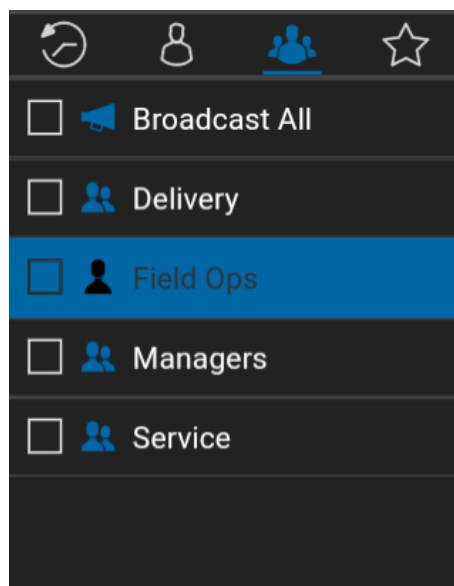 Broadcast All
Delivery
Field Ops
Managers
Service